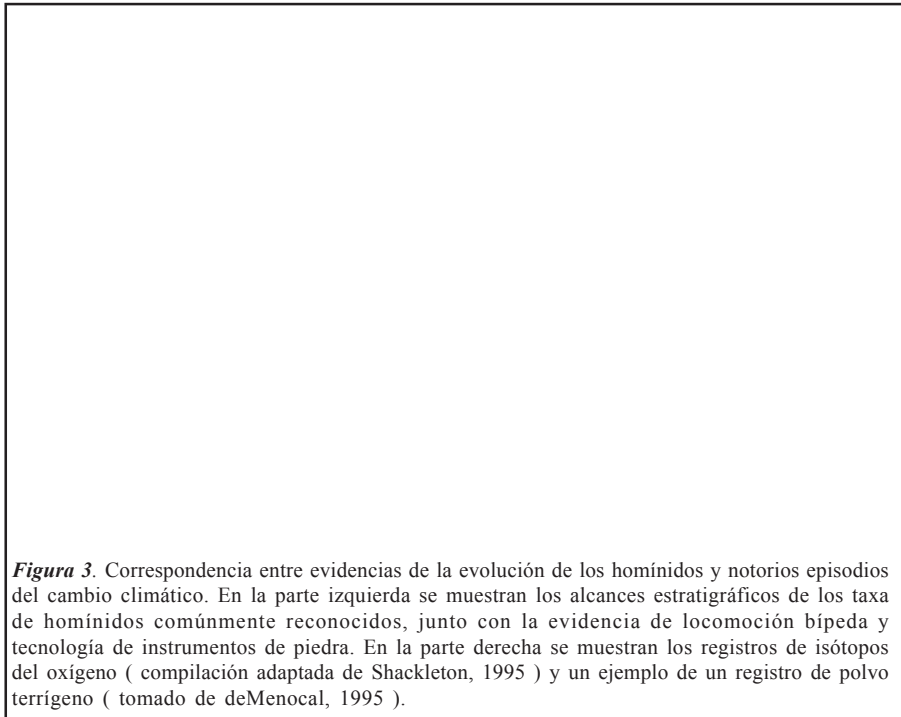 Figura 3. Correspondencia entre evidencias de la evolución de los homínidos y notorios episodios
del cambio climático. En la parte izquierda se muestran los alcances estratigráficos de los taxa
de homínidos comúnmente reconocidos, junto con la evidencia de locomoción bípeda y
tecnología de instrumentos de piedra. En la parte derecha se muestran los registros de isótopos
del oxígeno ( compilación adaptada de Shackleton, 1995 ) y un ejemplo de un registro de polvo
terrígeno ( tomado de deMenocal, 1995 ).